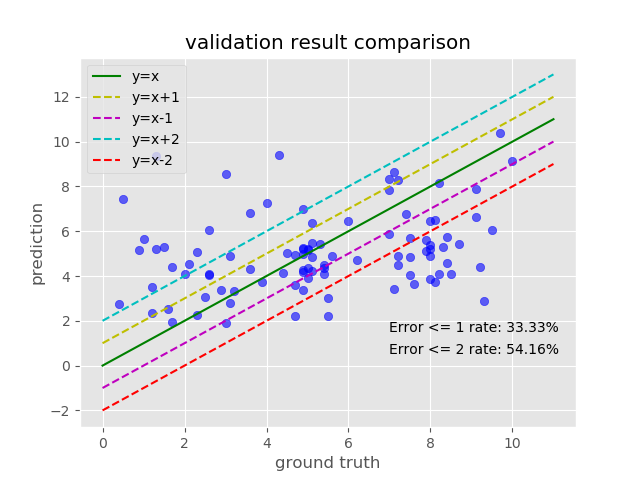 validation result comparison
y=x
y=x+1
y=x-1
y=x+2
y=x-2
12
10
8
6
4
2
0
−2
prediction
Error <= 1 rate: 33.33%
Error <= 2 rate: 54.16%
0 2 4 6 8 10
ground truth